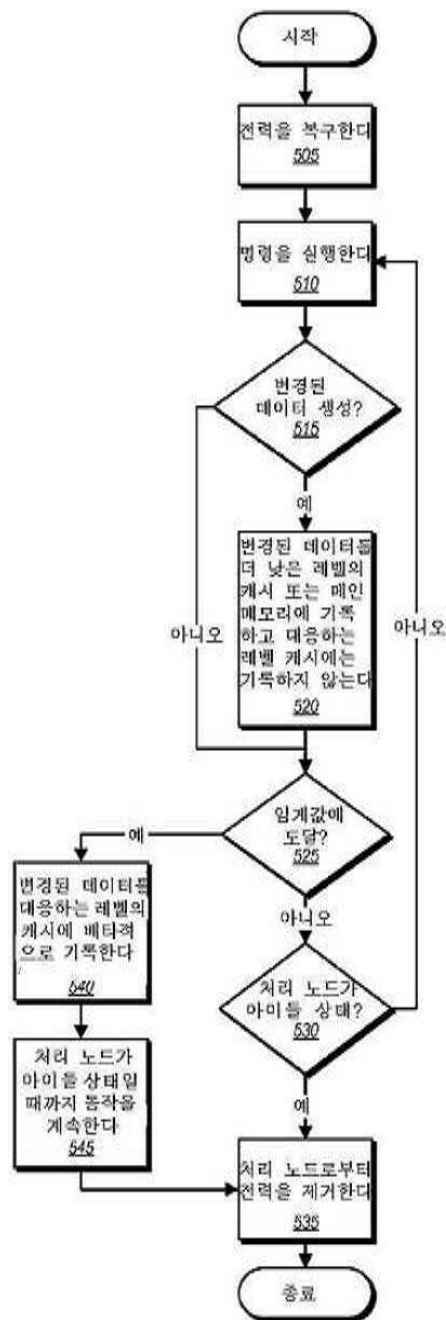 시작
전력을 복구한다
505
명령을 실행한다
510
변경된
데이터 생성?
515
예
변경된 데이터를
더 낮은 레벨의
캐시 또는 메인
메모리에 기록
하고 대응하는
레벨 캐시에는
기록하지 않는다
520
아니오
아니오
임계값에
도달?
525
예
변경된 데이터를
대응하는 레벨의
캐시에 배타적
으로 기록한다
540
아니오
처리 노드가
아이들 상태?
530
예
처리 노드가
아이들 상태일
때까지 동작을
계속한다
545
처리 노드로부터
전력을 제거한다
535
종료